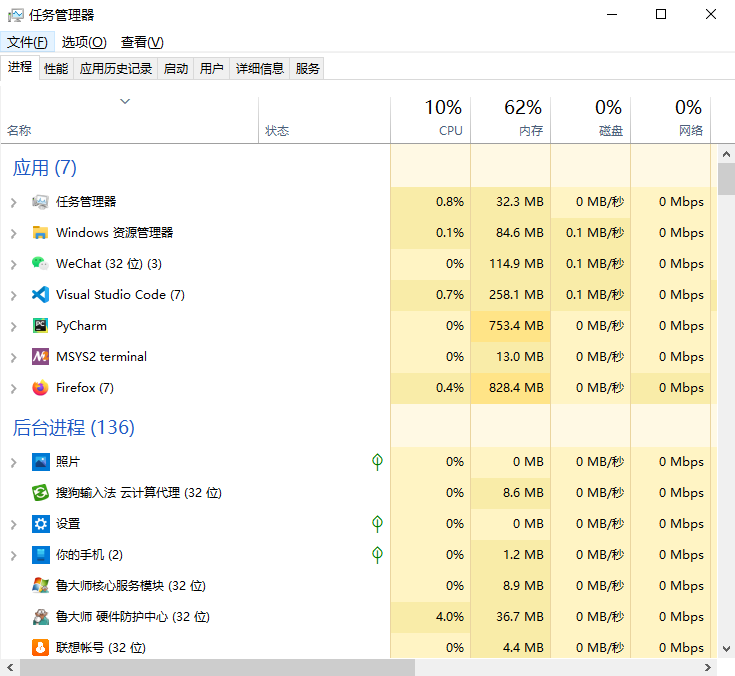 任务管理器
文件(F) 选项(O) 查看(V)
进程 性能 应用历史记录 启动 用户 详细信息 服务
10% 62% 0% 0%
名称 状态 CPU 内存 磁盘 网络
应用 (7)
任务管理器 0.8% 32.3 MB 0 MB/秒 0 Mbps
Windows 资源管理器 0.1% 84.6 MB 0.1 MB/秒 0 Mbps
WeChat (32 位) (3) 0% 114.9 MB 0.1 MB/秒 0 Mbps
Visual Studio Code (7) 0.7% 258.1 MB 0.1 MB/秒 0 Mbps
PyCharm 0% 753.4 MB 0 MB/秒 0 Mbps
MSYS2 terminal 0% 13.0 MB 0 MB/秒 0 Mbps
Firefox (7) 0.4% 828.4 MB 0 MB/秒 0 Mbps
后台进程 (136)
照片 0% 0 MB 0 MB/秒 0 Mbps
搜狗输入法 云计算代理 (32 位) 0% 8.6 MB 0 MB/秒 0 Mbps
设置 0% 0 MB 0 MB/秒 0 Mbps
你的手机 (2) 0% 1.2 MB 0 MB/秒 0 Mbps
鲁大师核心服务模块 (32 位) 0% 8.9 MB 0 MB/秒 0 Mbps
鲁大师 硬件防护中心 (32 位) 4.0% 36.7 MB 0 MB/秒 0 Mbps
联想帐号 (32 位) 0% 4.4 MB 0 MB/秒 0 Mbps